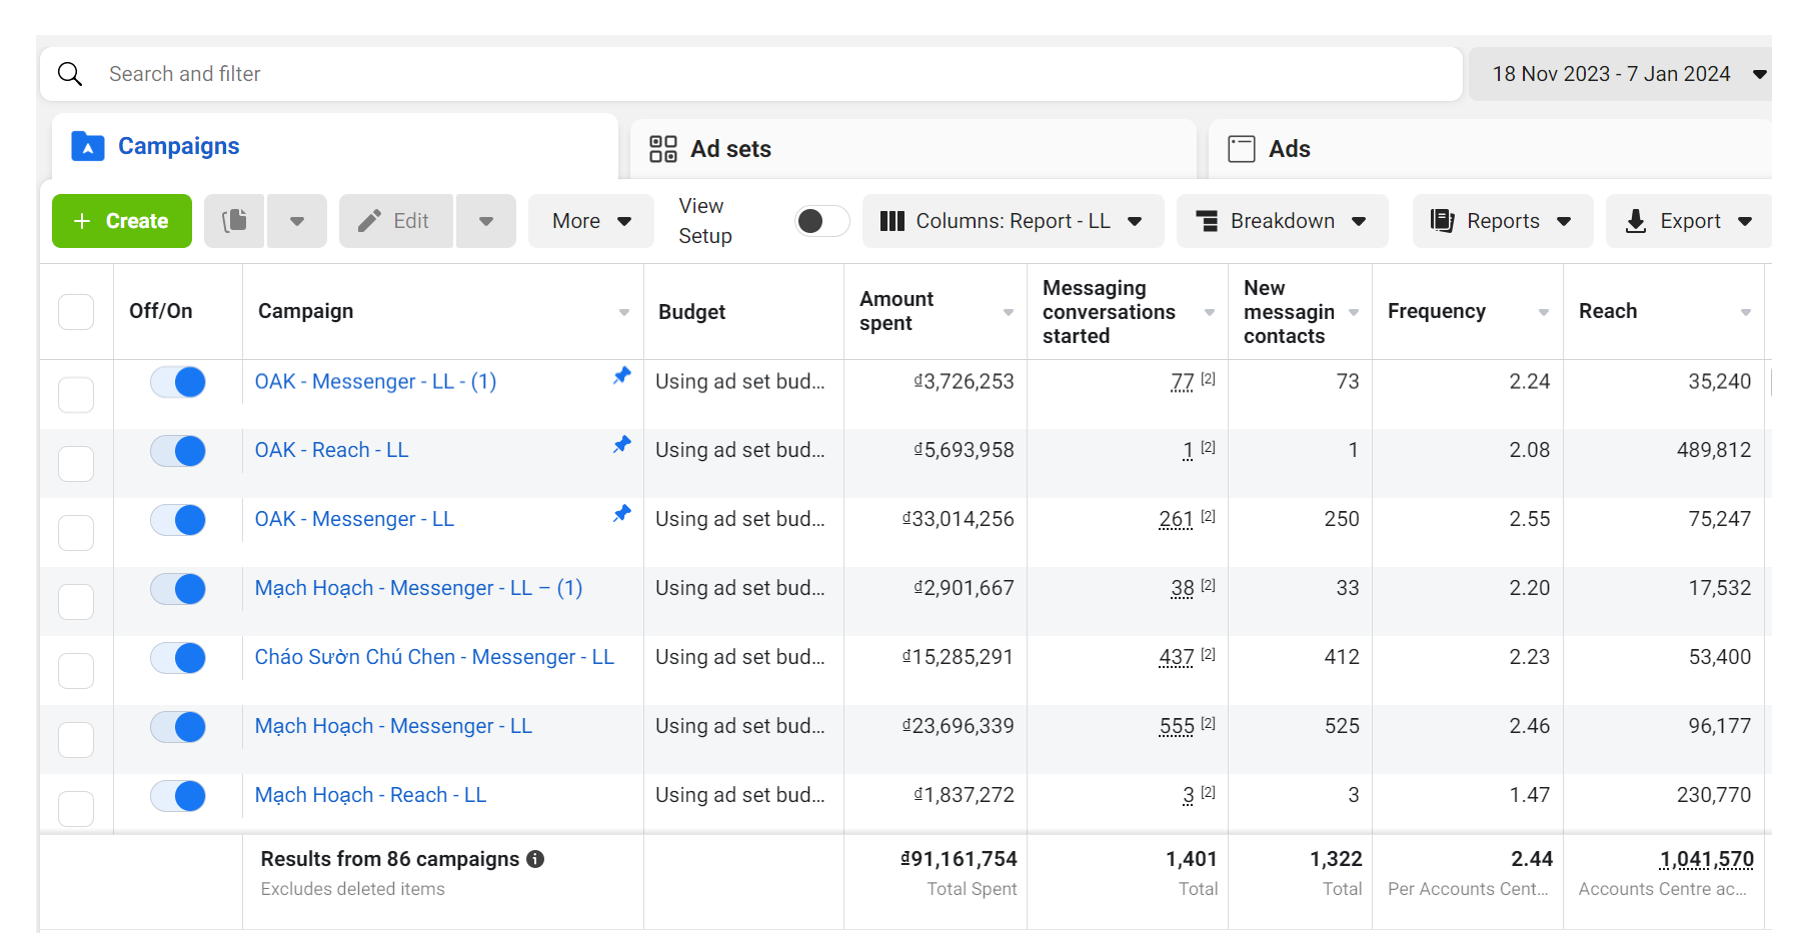 Search and filter
18 Nov 2023 - 7 Jan 2024
Campaigns
Ad sets
Ads
+ Create
Edit
More
View
Setup
Columns: Report - LL
Breakdown
Reports
Export
Off/On
Campaign
Budget
Amount
spent
Messaging
conversations
started
New
messagin
contacts
Frequency
Reach
OAK - Messenger - LL - (1) Using ad set bud... ₫3,726,253 77 [2] 73 2.24 35,240
OAK - Reach - LL Using ad set bud... ₫5,693,958 1 [2] 1 2.08 489,812
OAK - Messenger - LL Using ad set bud... ₫33,014,256 261 [2] 250 2.55 75,247
Mạch Hoạch - Messenger - LL – (1) Using ad set bud... ₫2,901,667 38 [2] 33 2.20 17,532
Cháo Sườn Chú Chen - Messenger - LL Using ad set bud... ₫15,285,291 437 [2] 412 2.23 53,400
Mạch Hoạch - Messenger - LL Using ad set bud... ₫23,696,339 555 [2] 525 2.46 96,177
Mạch Hoạch - Reach - LL Using ad set bud... ₫1,837,272 3 [2] 3 1.47 230,770
Results from 86 campaigns ₫91,161,754 1,401 1,322 2.44 1,041,570
Excludes deleted items Total Spent Total Total Per Accounts Cent... Accounts Centre ac...